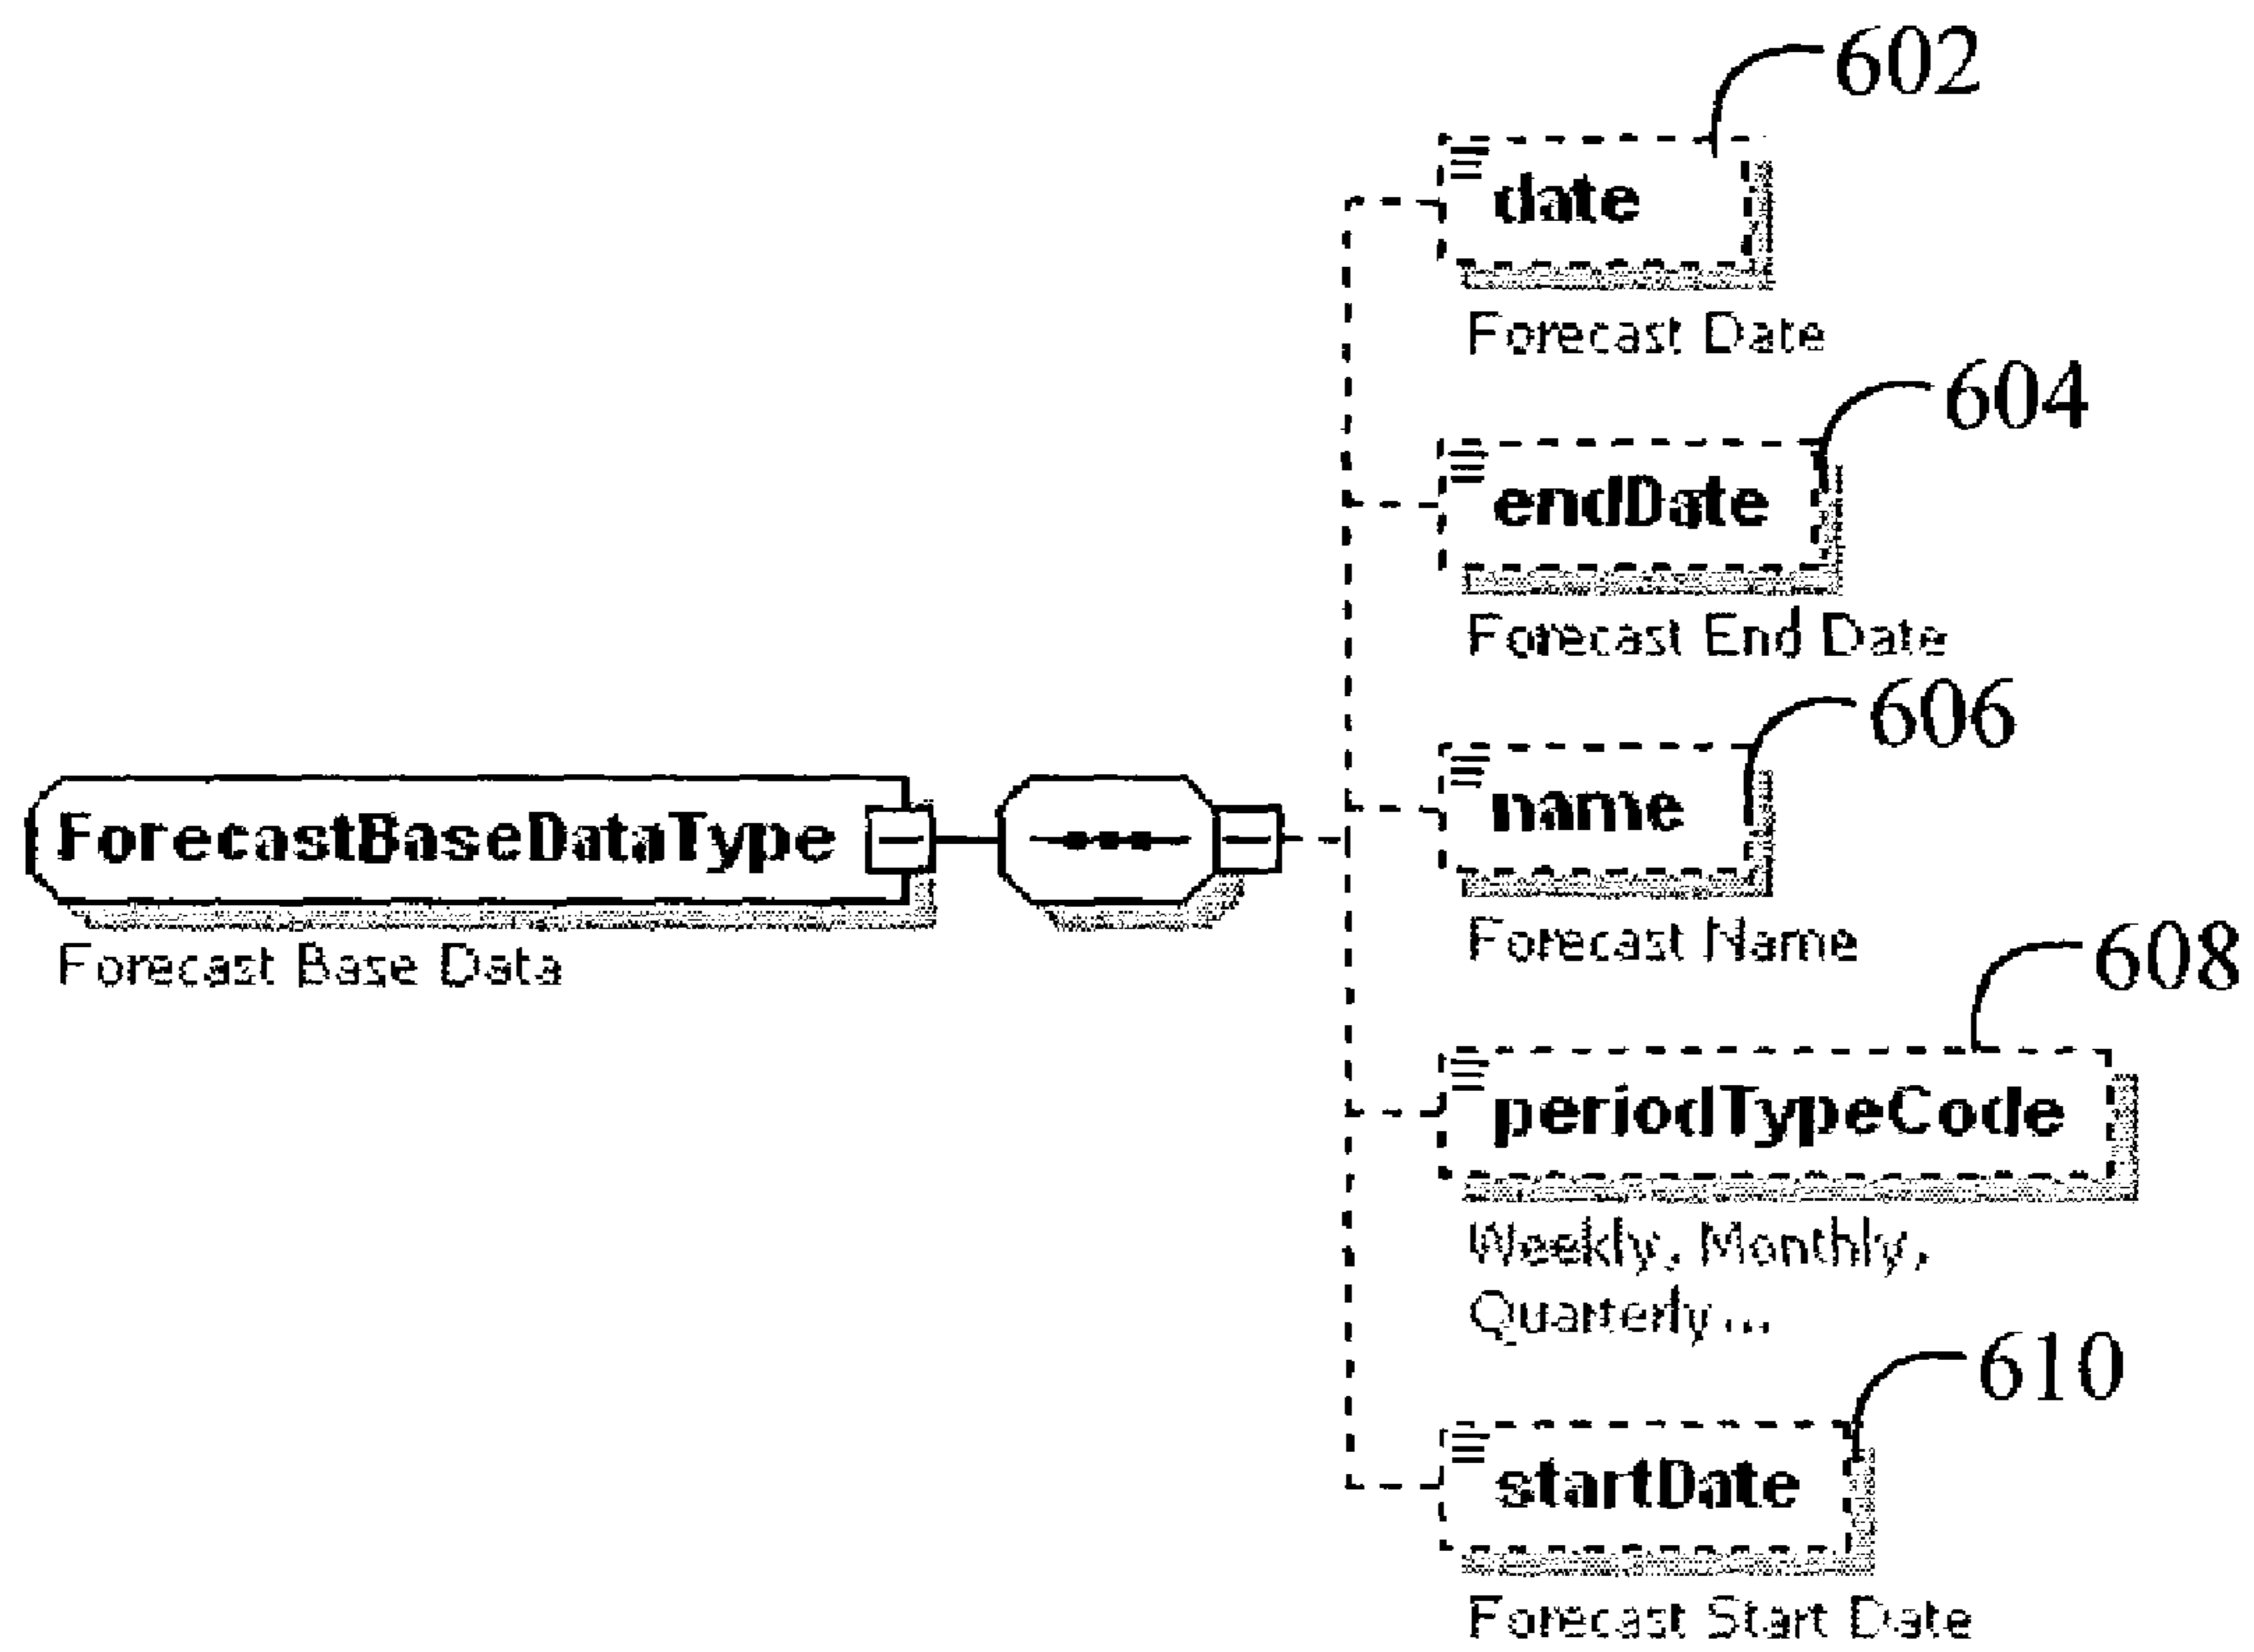 602
date
Forecast Date
604
endDate
Forecast End Date
606
name
Forecast Name
ForecastBaseDataType
Forecast Base Data
608
periodTypeCode
Weekly, Monthly,
Quarterly...
610
startDate
Forecast Start Date